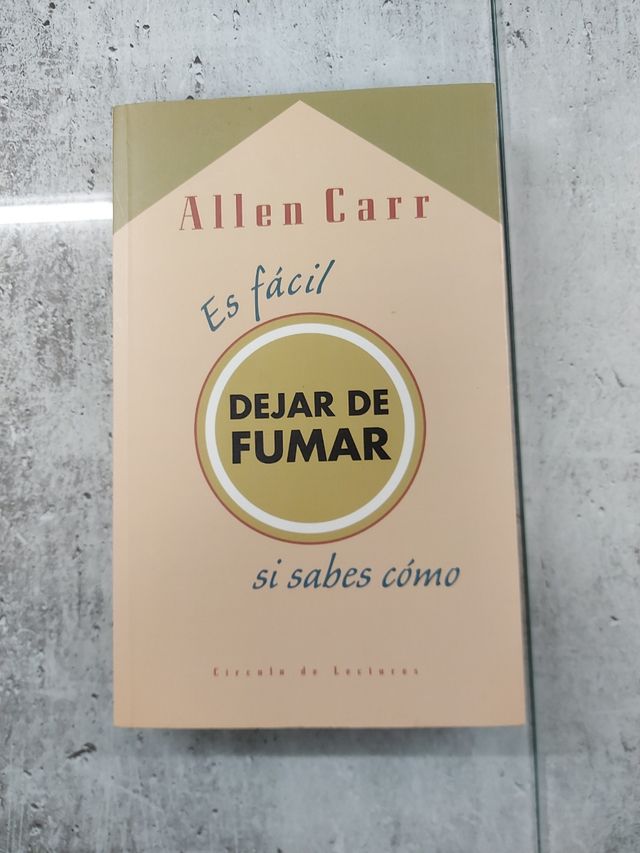 Allen Carr
Es fácil
DEJAR DE
FUMAR
si sabes cómo
Círculo de Lectores